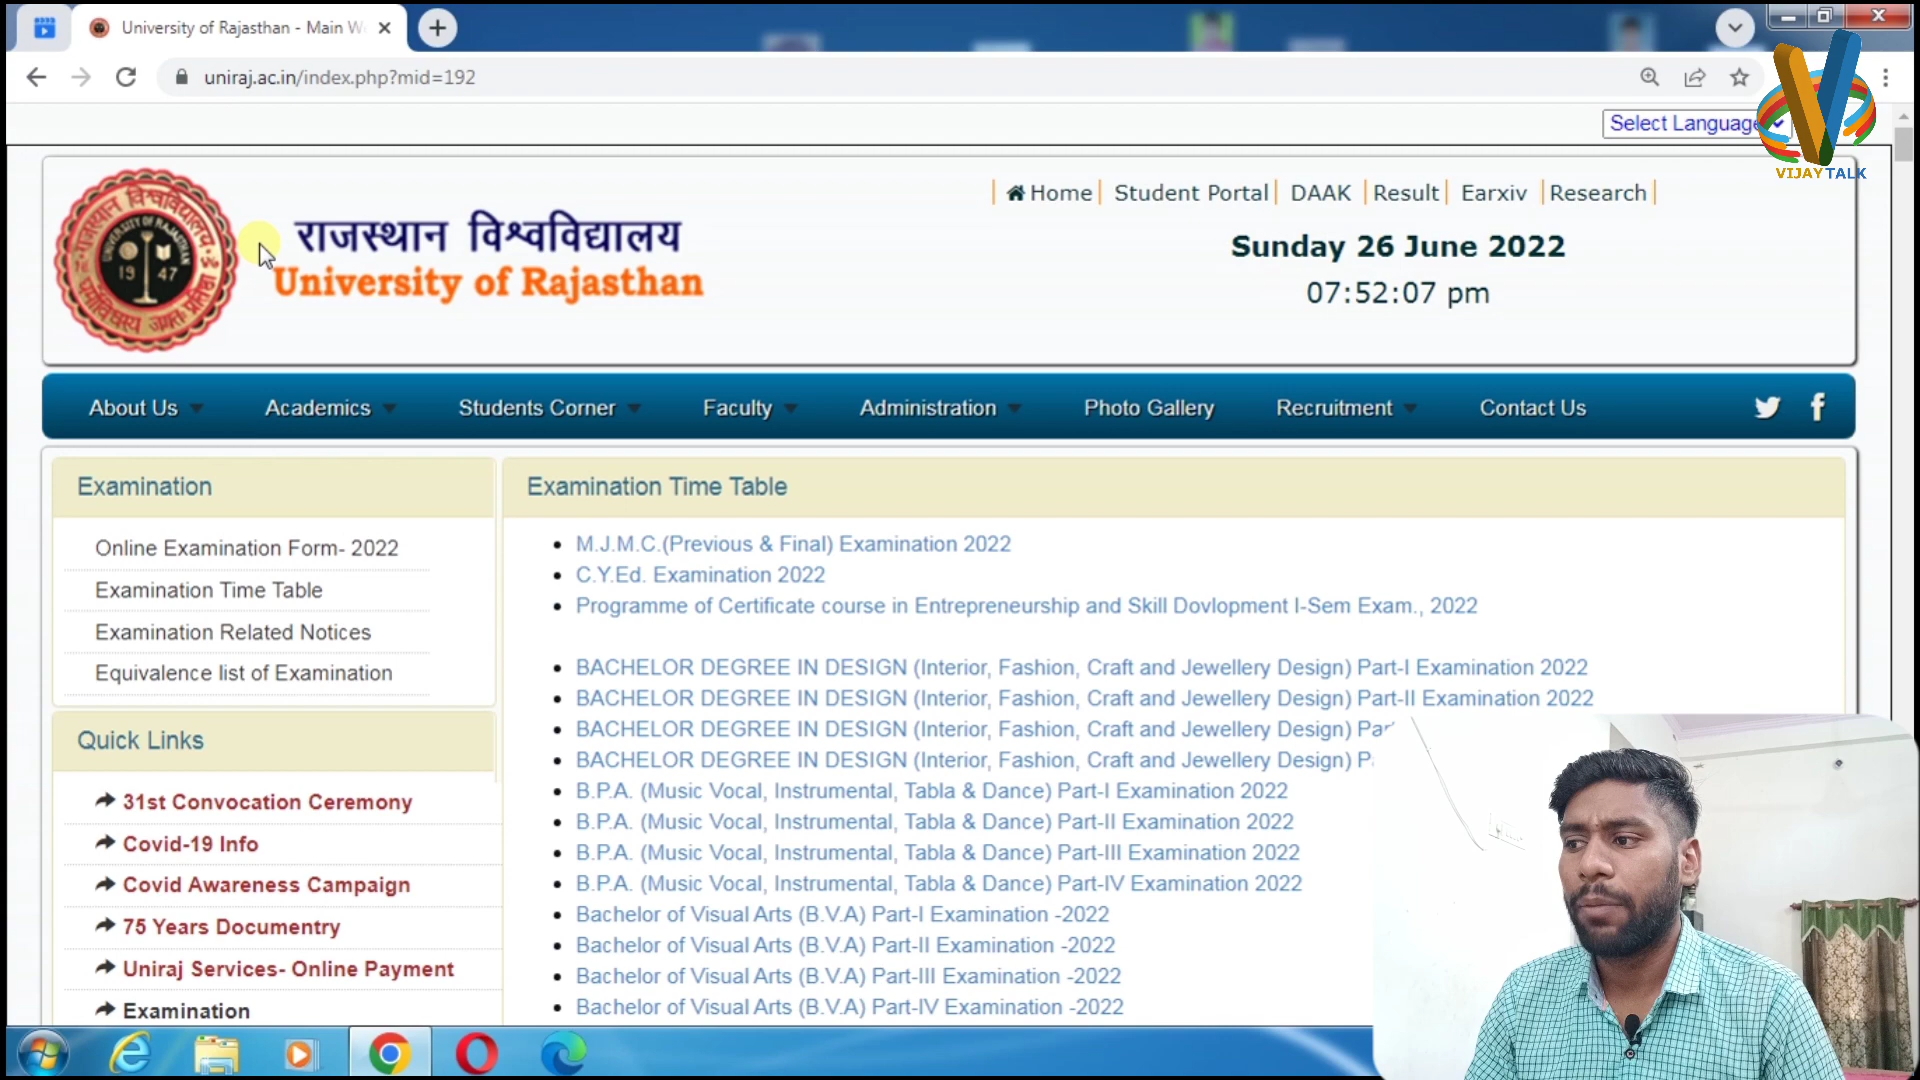 University of Rajasthan - Main W
uniraj.ac.in/index.php?mid=192
Select Language
VIJAY TALK
राजस्थान विश्वविद्यालय
University of Rajasthan
1947
Home
Student Portal
DAAK
Result
Earxiv
Research
Sunday 26 June 2022
07:52:07 pm
About Us
Academics
Students Corner
Faculty
Administration
Photo Gallery
Recruitment
Contact Us
Examination
Online Examination Form- 2022
Examination Time Table
Examination Related Notices
Equivalence list of Examination
Quick Links
31st Convocation Ceremony
Covid-19 Info
Covid Awareness Campaign
75 Years Documentry
Uniraj Services- Online Payment
Examination
Examination Time Table
M.J.M.C.(Previous & Final) Examination 2022
C.Y.Ed. Examination 2022
Programme of Certificate course in Entrepreneurship and Skill Dovlopment I-Sem Exam., 2022
BACHELOR DEGREE IN DESIGN (Interior, Fashion, Craft and Jewellery Design) Part-I Examination 2022
BACHELOR DEGREE IN DESIGN (Interior, Fashion, Craft and Jewellery Design) Part-II Examination 2022
BACHELOR DEGREE IN DESIGN (Interior, Fashion, Craft and Jewellery Design) Par
BACHELOR DEGREE IN DESIGN (Interior, Fashion, Craft and Jewellery Design) P
B.P.A. (Music Vocal, Instrumental, Tabla & Dance) Part-I Examination 2022
B.P.A. (Music Vocal, Instrumental, Tabla & Dance) Part-II Examination 2022
B.P.A. (Music Vocal, Instrumental, Tabla & Dance) Part-III Examination 2022
B.P.A. (Music Vocal, Instrumental, Tabla & Dance) Part-IV Examination 2022
Bachelor of Visual Arts (B.V.A) Part-I Examination -2022
Bachelor of Visual Arts (B.V.A) Part-II Examination -2022
Bachelor of Visual Arts (B.V.A) Part-III Examination -2022
Bachelor of Visual Arts (B.V.A) Part-IV Examination -2022